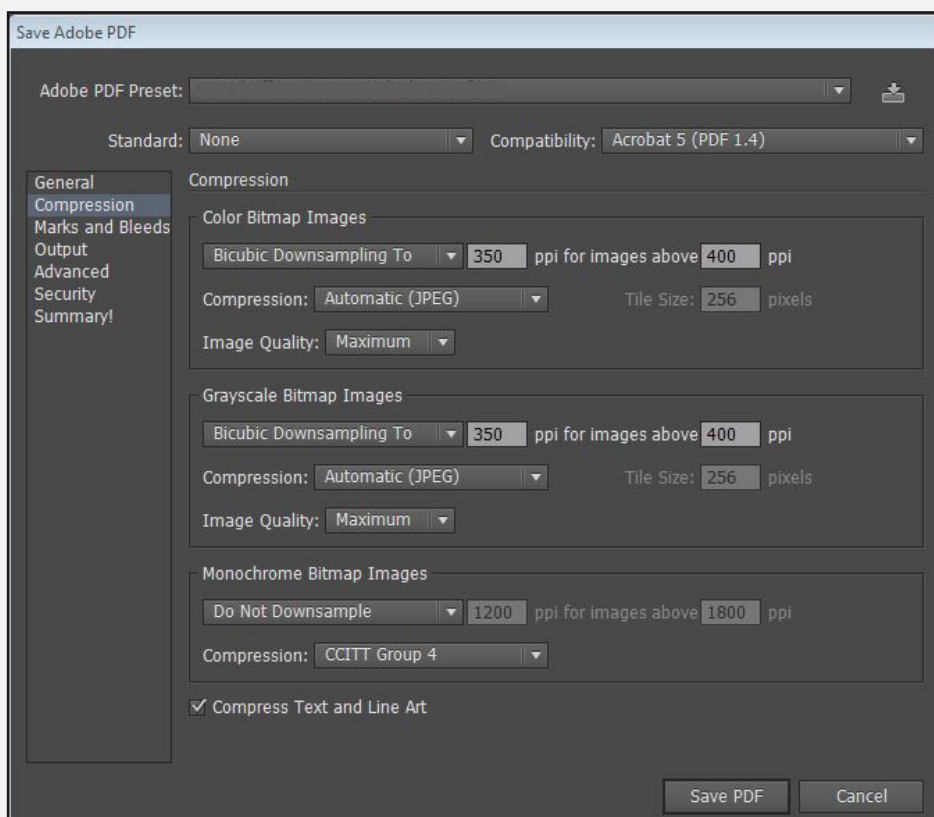 Save Adobe PDF
Adobe PDF Preset:
Standard: None Compatibility: Acrobat 5 (PDF 1.4)
General
Compression
Marks and Bleeds
Output
Advanced
Security
Summary!
Compression
Color Bitmap Images
Bicubic Downsampling To 350 ppi for images above 400 ppi
Compression: Automatic (JPEG) Tile Size: 256 pixels
Image Quality: Maximum
Grayscale Bitmap Images
Bicubic Downsampling To 350 ppi for images above 400 ppi
Compression: Automatic (JPEG) Tile Size: 256 pixels
Image Quality: Maximum
Monochrome Bitmap Images
Do Not Downsample 1200 ppi for images above 1800 ppi
Compression: CCITT Group 4
Compress Text and Line Art
Save PDF Cancel